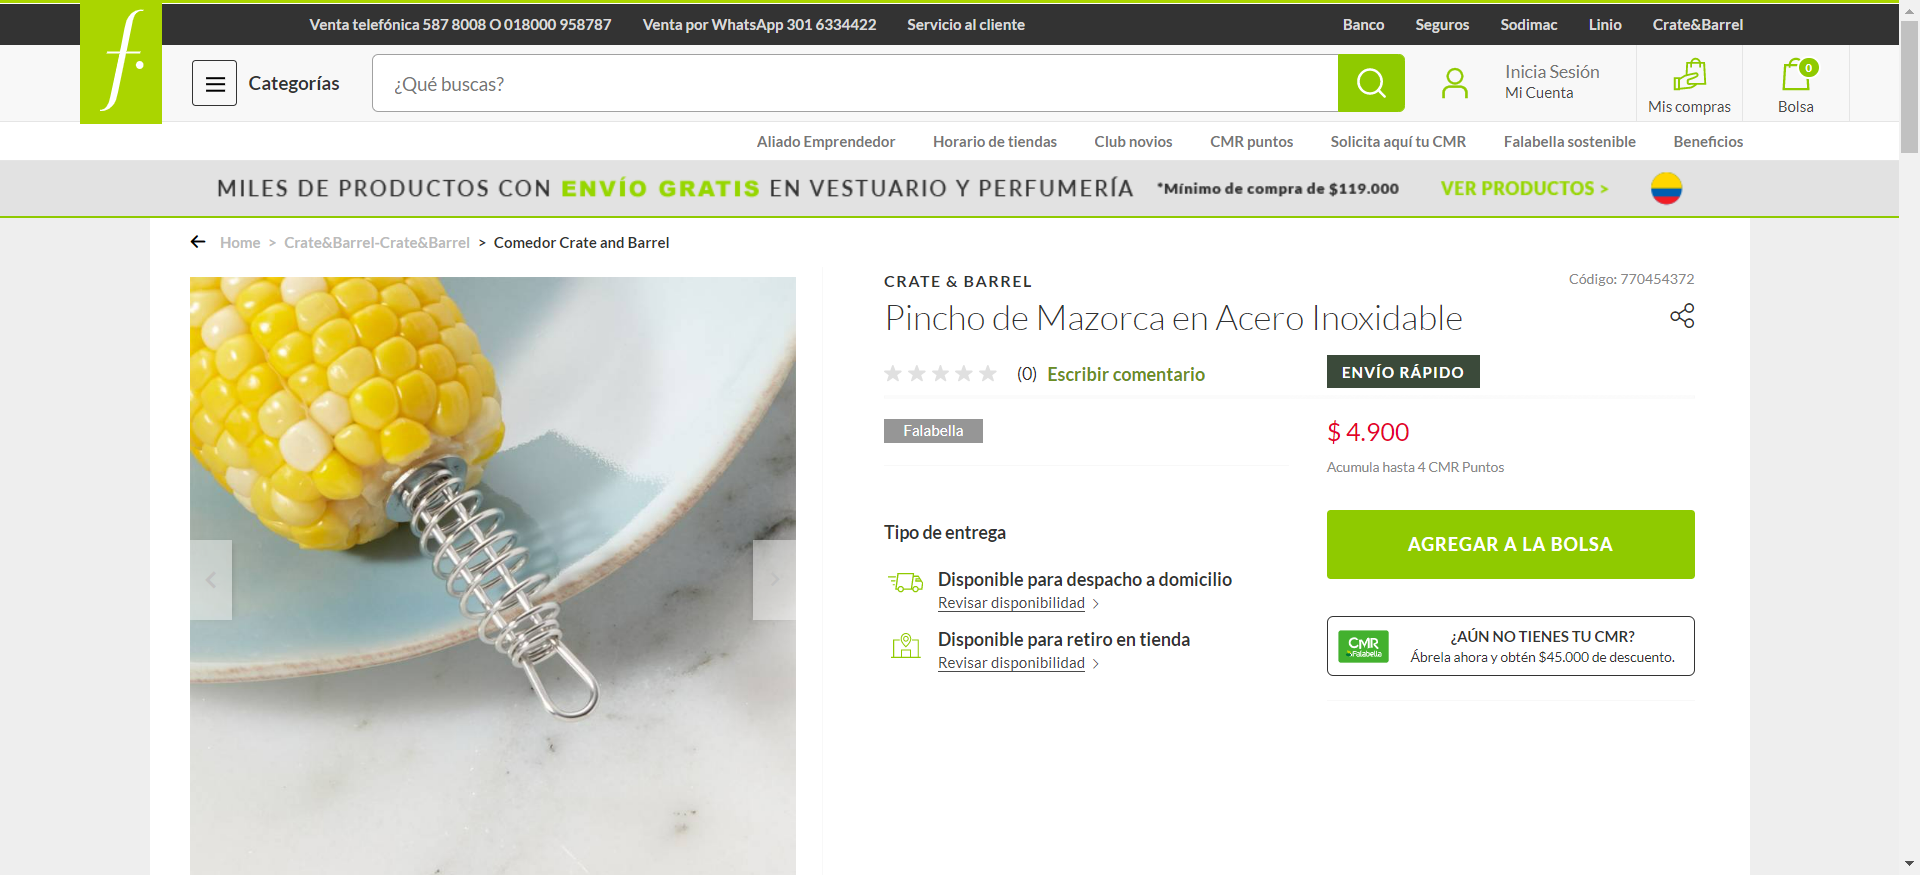 f.
Venta telefónica 587 8008 O 018000 958787
Venta por WhatsApp 301 6334422
Servicio al cliente
Banco
Seguros
Sodimac
Linio
Crate&Barrel
Categorías
¿Qué buscas?
Inicia Sesión
Mi Cuenta
Mis compras
0
Bolsa
Aliado Emprendedor
Horario de tiendas
Club novios
CMR puntos
Solicita aquí tu CMR
Falabella sostenible
Beneficios
MILES DE PRODUCTOS CON ENVÍO GRATIS EN VESTUARIO Y PERFUMERÍA *Mínimo de compra de $119.000 VER PRODUCTOS >
Home > Crate&Barrel-Crate&Barrel > Comedor Crate and Barrel
CRATE & BARREL
Código: 770454372
Pincho de Mazorca en Acero Inoxidable
(0) Escribir comentario
ENVÍO RÁPIDO
Falabella
$ 4.900
Acumula hasta 4 CMR Puntos
Tipo de entrega
AGREGAR A LA BOLSA
Disponible para despacho a domicilio
Revisar disponibilidad >
Disponible para retiro en tienda
Revisar disponibilidad >
CMR
Falabella
¿AÚN NO TIENES TU CMR?
Ábrela ahora y obtén $45.000 de descuento.